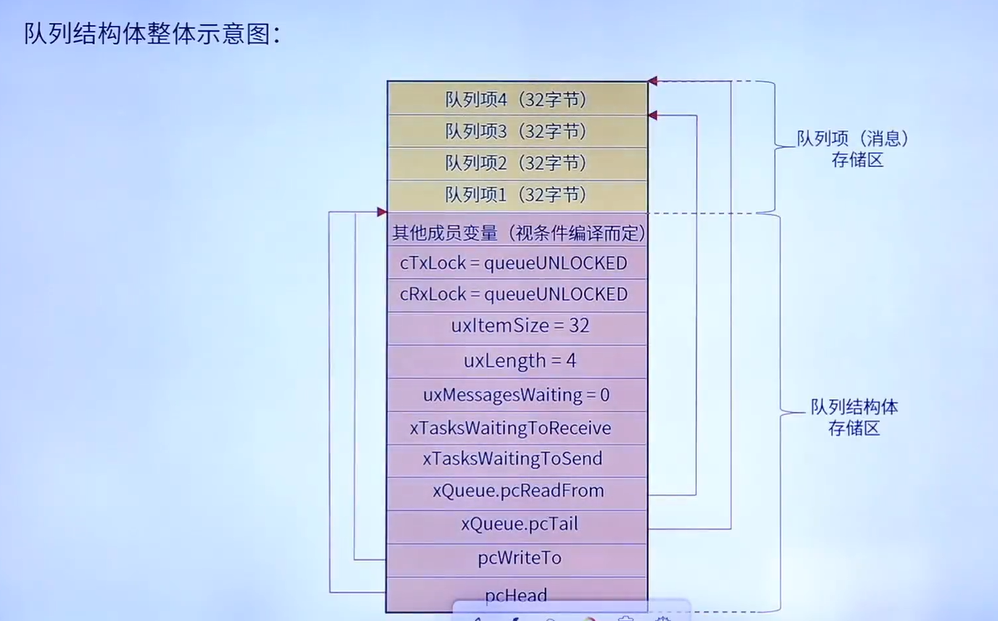 队列结构体整体示意图：
队列项4（32字节）
队列项3（32字节）
队列项2（32字节）
队列项1（32字节）
队列项（消息）
存储区
其他成员变量（视条件编译而定）
cTxLock = queueUNLOCKED
cRxLock = queueUNLOCKED
uxItemSize = 32
uxLength = 4
uxMessagesWaiting = 0
xTasksWaitingToReceive
xTasksWaitingToSend
xQueue.pcReadFrom
xQueue.pcTail
pcWriteTo
pcHead
队列结构体
存储区